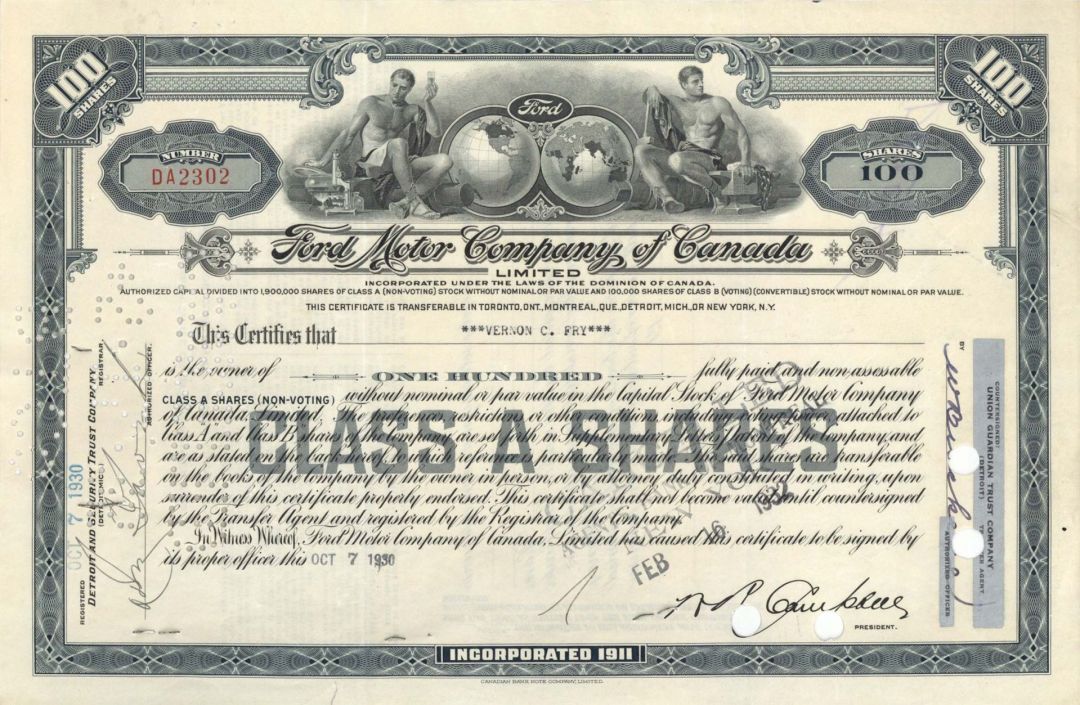 100
SHARES
100
SHARES
Ford
NUMBER
DA2302
SHARES
100
Ford Motor Company of Canada
LIMITED
INCORPORATED UNDER THE LAWS OF THE DOMINION OF CANADA.
AUTHORIZED CAPITAL DIVIDED INTO 1,900,000 SHARES OF CLASS A (NON-VOTING) STOCK WITHOUT NOMINAL OR PAR VALUE AND 100,000 SHARES OF CLASS B (VOTING) (CONVERTIBLE) STOCK WITHOUT NOMINAL OR PAR VALUE.
THIS CERTIFICATE IS TRANSFERABLE IN TORONTO, ONT., MONTREAL, QUE., DETROIT, MICH., OR NEW YORK, N.Y.
This Certifies that ***VERNON C. FRY***
is the owner of ONE HUNDRED fully paid and non-assessable
CLASS A SHARES (NON-VOTING) without nominal or par value in the Capital Stock of Ford Motor Company
of Canada, Limited. The preferences, restrictions or other conditions including voting power attached to
Class A and Class B shares of the Company are set forth in Supplementary Letters Patent of the Company, and
are as stated on the back hereof, to which reference is particularly made. The said shares are transferable
on the books of the Company by the owner in person, or by attorney duly constituted in writing, upon
surrender of this certificate properly endorsed. This certificate shall not become valid until countersigned
by the Transfer Agent and registered by the Registrar of the Company.
In Witness Whereof, Ford Motor Company of Canada, Limited has caused this certificate to be signed by
its proper officer this OCT 7 1930
CLASS A SHARES
FEB 16 1932
PRESIDENT.
REGISTERED OCT 7 1930
DETROIT AND SECURITY TRUST COMPANY
(DETROIT, MICH.)
REGISTRAR.
AUTHORIZED OFFICER.
BY
COUNTERSIGNED:
UNION GUARDIAN TRUST COMPANY
(DETROIT) TRANSFER AGENT.
AUTHORIZED OFFICER
INCORPORATED 1911
CANADIAN BANK NOTE COMPANY, LIMITED.